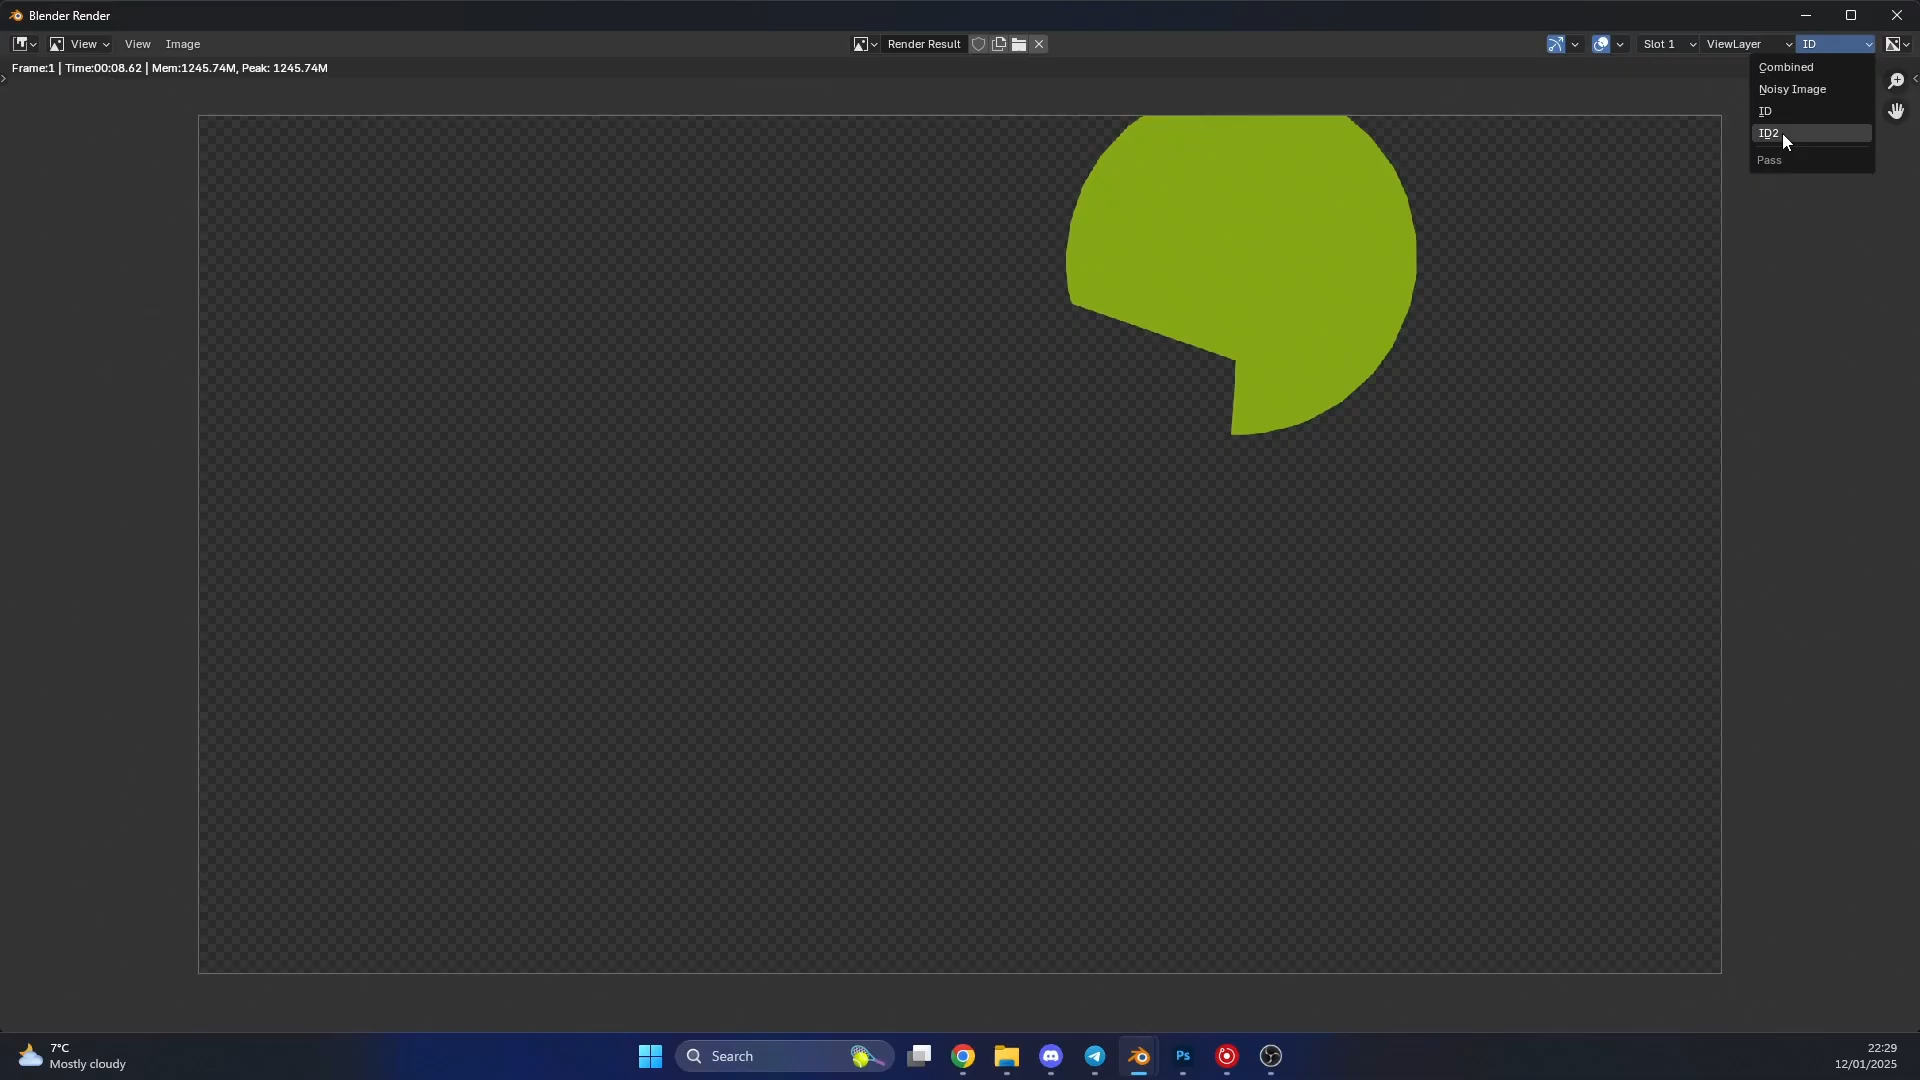 Blender Render
View View Image Render Result Slot 1 ViewLayer ID
Frame:1 | Time:00:08.62 | Mem:1245.74M, Peak: 1245.74M
Combined
Noisy Image
ID
ID2
Pass
7°C
Mostly cloudy
Search
Ps
22:29
12/01/2025